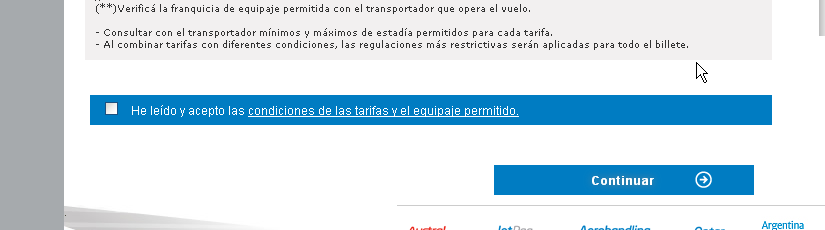 (**)Verificá la franquicia de equipaje permitida con el transportador que opera el vuelo.
- Consultar con el transportador mínimos y máximos de estadía permitidos para cada tarifa.
- Al combinar tarifas con diferentes condiciones, las regulaciones más restrictivas serán aplicadas para todo el billete.
He leído y acepto las condiciones de las tarifas y el equipaje permitido.
Continuar
Austral JetPaq Aerohandling Optar Argentina